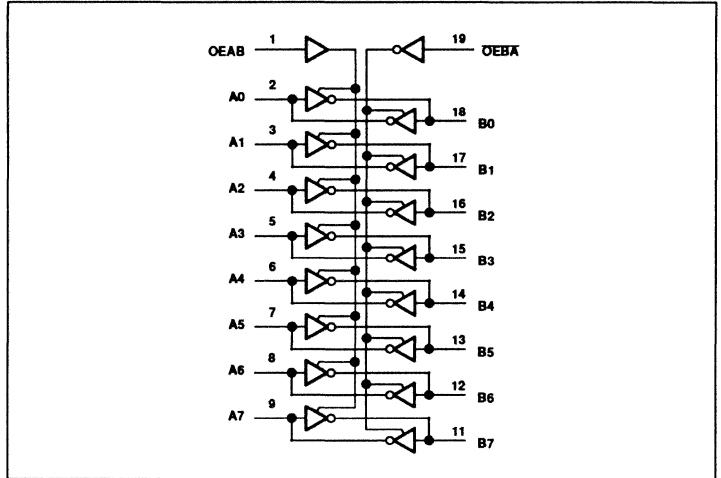 OEAB 1 19 OEBA
A0 2
18 B0
A1 3
17 B1
A2 4
16 B2
A3 5
15 B3
A4 6
14 B4
A5 7
13 B5
A6 8
12 B6
A7 9
11 B7